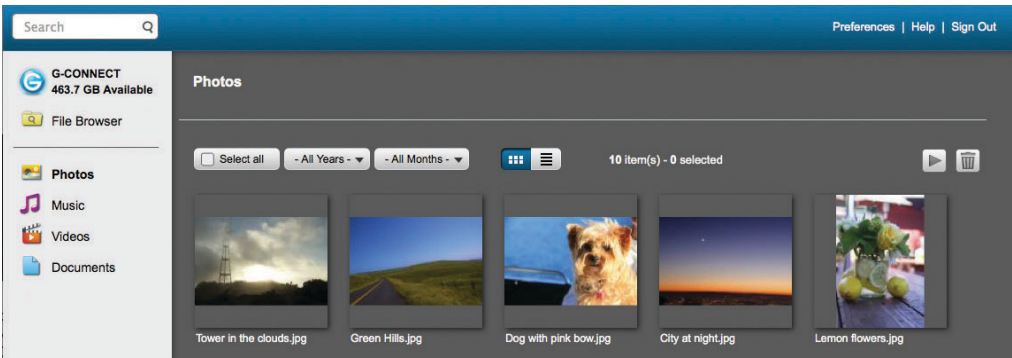 Search
Preferences | Help | Sign Out
G-CONNECT
463.7 GB Available
File Browser
Photos
Music
Videos
Documents
Photos
Select all
- All Years -
- All Months -
10 item(s) - 0 selected
Tower in the clouds.jpg
Green Hills.jpg
Dog with pink bow.jpg
City at night.jpg
Lemon flowers.jpg